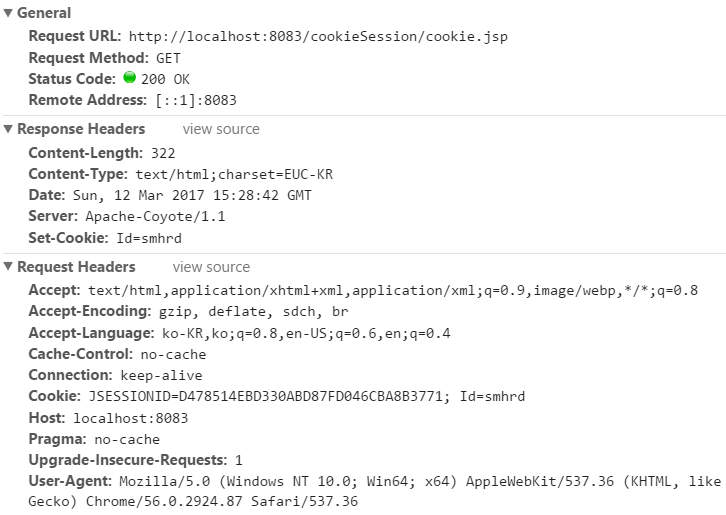 General
Request URL: http://localhost:8083/cookieSession/cookie.jsp
Request Method: GET
Status Code: 200 OK
Remote Address: [::1]:8083
Response Headers view source
Content-Length: 322
Content-Type: text/html;charset=EUC-KR
Date: Sun, 12 Mar 2017 15:28:42 GMT
Server: Apache-Coyote/1.1
Set-Cookie: Id=smhrd
Request Headers view source
Accept: text/html,application/xhtml+xml,application/xml;q=0.9,image/webp,*/*;q=0.8
Accept-Encoding: gzip, deflate, sdch, br
Accept-Language: ko-KR,ko;q=0.8,en-US;q=0.6,en;q=0.4
Cache-Control: no-cache
Connection: keep-alive
Cookie: JSESSIONID=D478514EBD330ABD87FD046CBA8B3771; Id=smhrd
Host: localhost:8083
Pragma: no-cache
Upgrade-Insecure-Requests: 1
User-Agent: Mozilla/5.0 (Windows NT 10.0; Win64; x64) AppleWebKit/537.36 (KHTML, like
Gecko) Chrome/56.0.2924.87 Safari/537.36